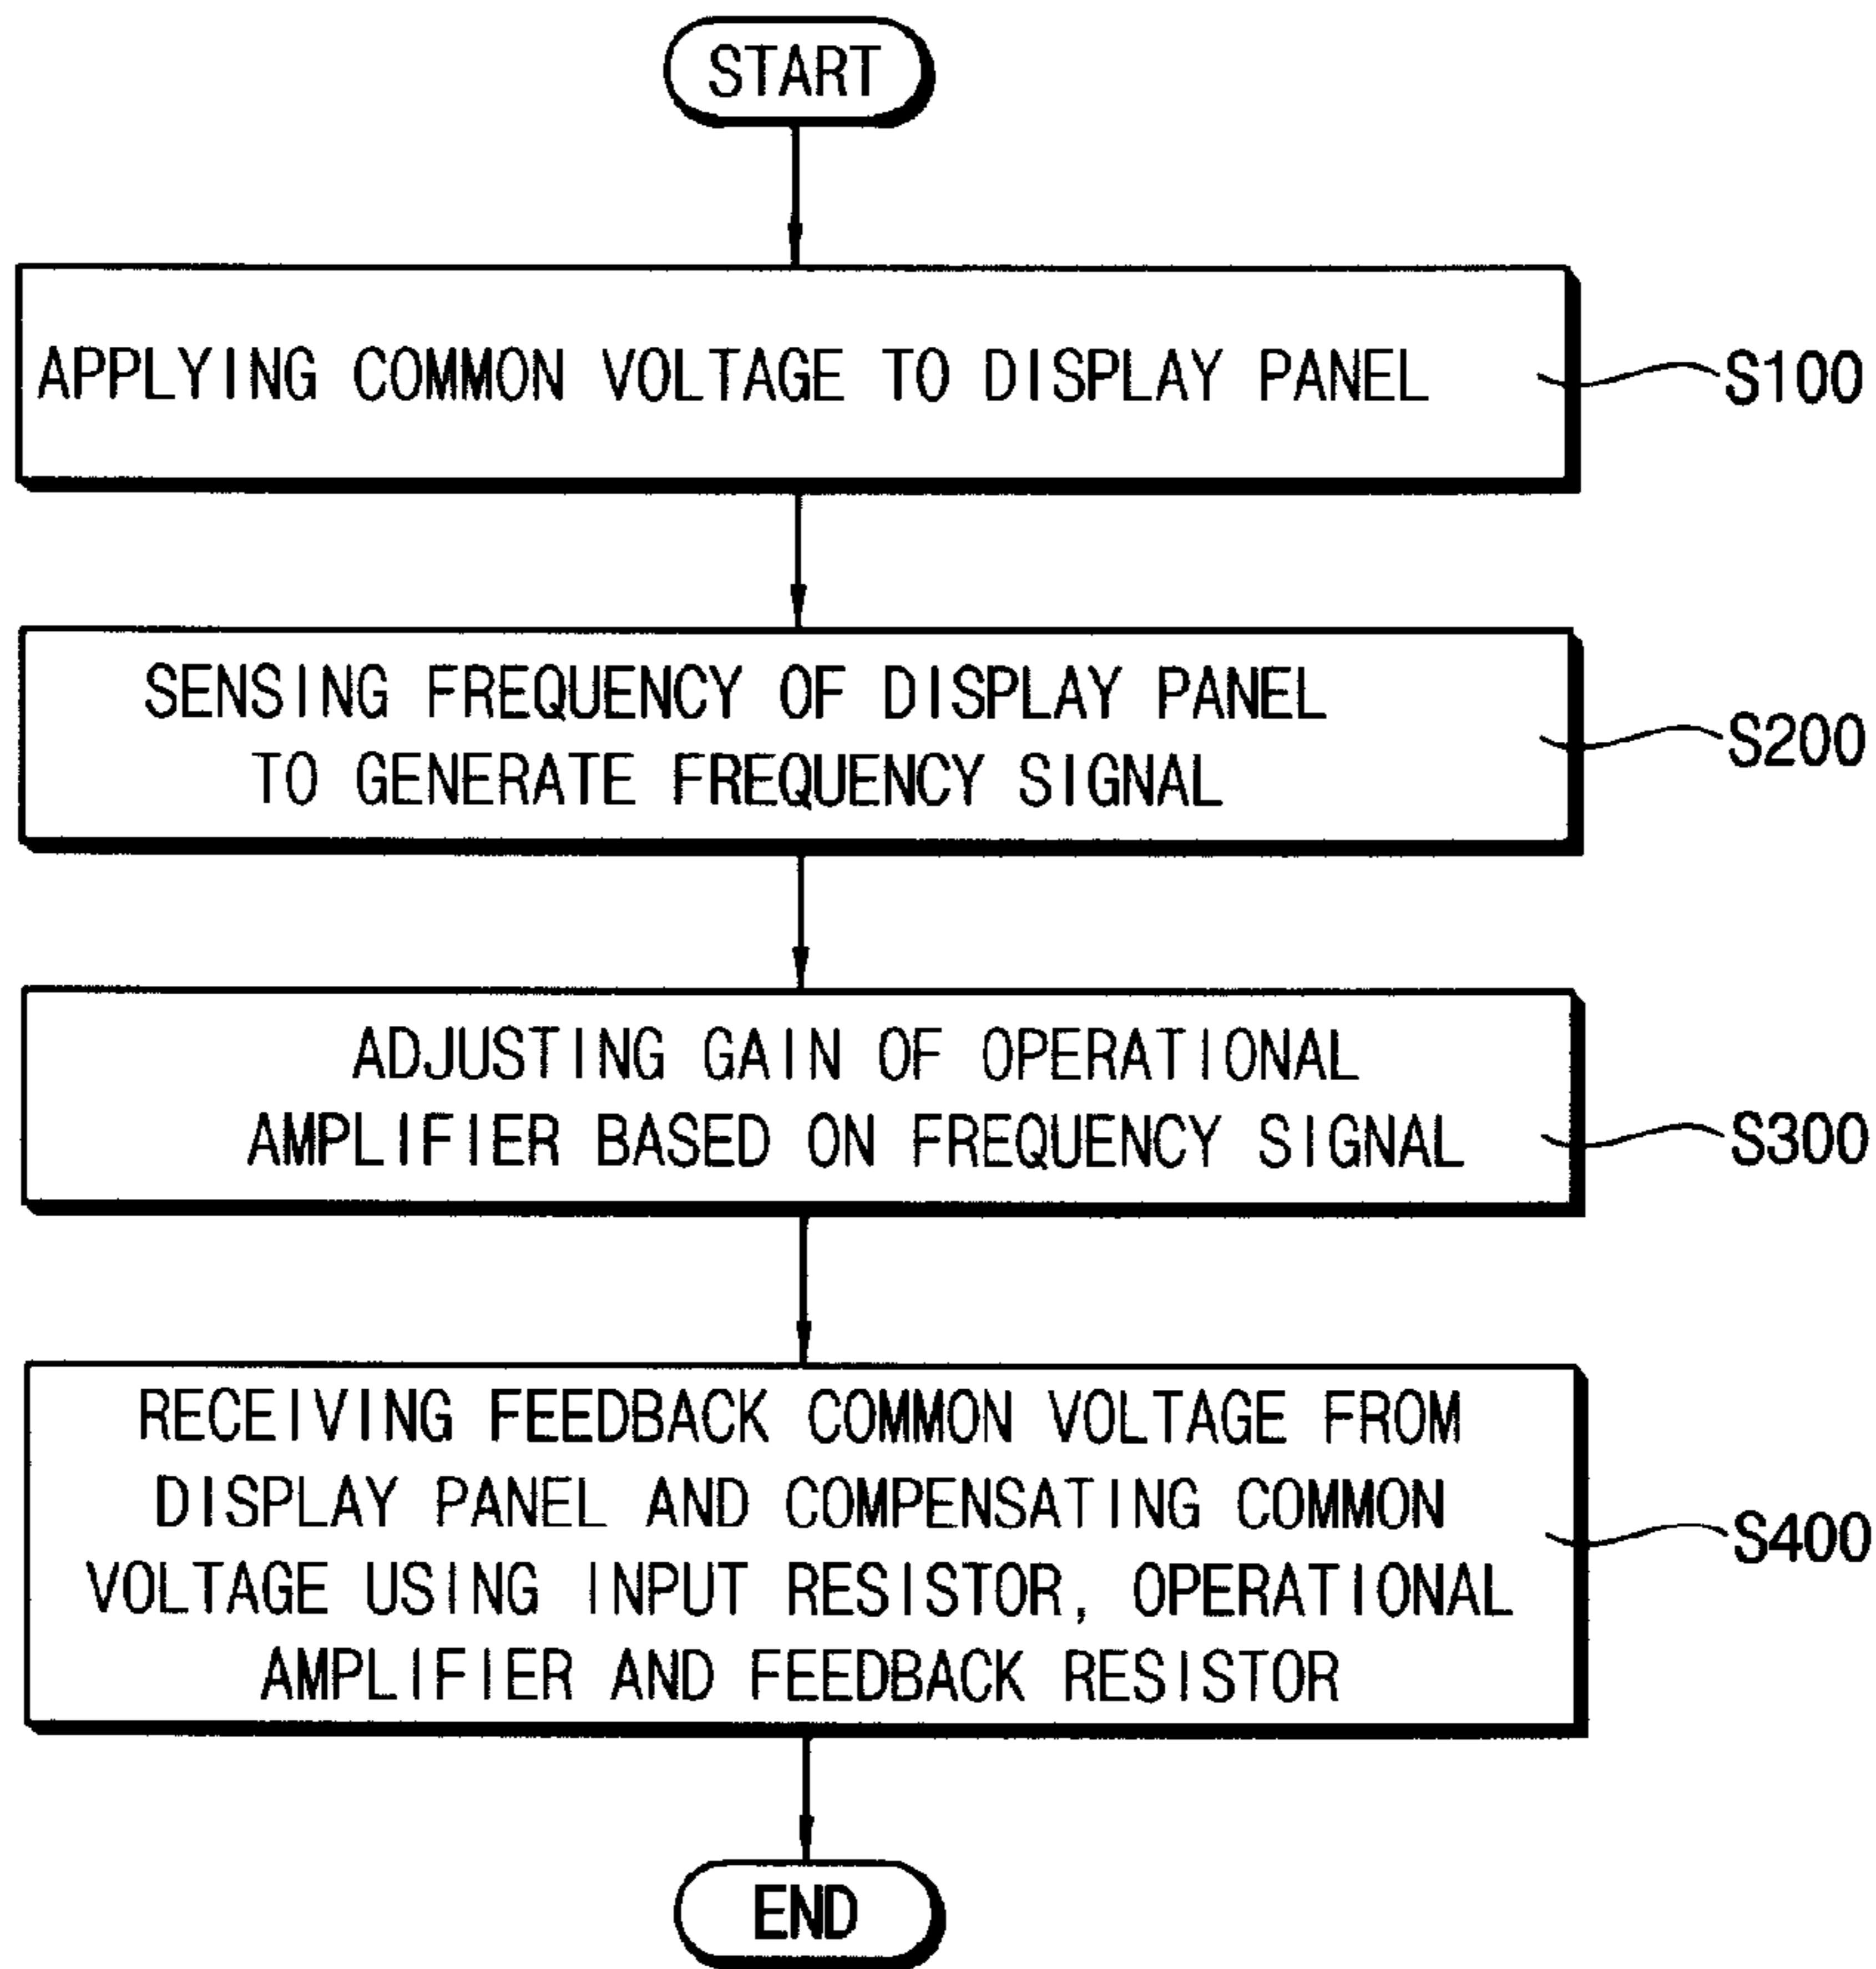 START
APPLYING COMMON VOLTAGE TO DISPLAY PANEL
S100
SENSING FREQUENCY OF DISPLAY PANEL
TO GENERATE FREQUENCY SIGNAL
S200
ADJUSTING GAIN OF OPERATIONAL
AMPLIFIER BASED ON FREQUENCY SIGNAL
S300
RECEIVING FEEDBACK COMMON VOLTAGE FROM
DISPLAY PANEL AND COMPENSATING COMMON
VOLTAGE USING INPUT RESISTOR, OPERATIONAL
AMPLIFIER AND FEEDBACK RESISTOR
S400
END